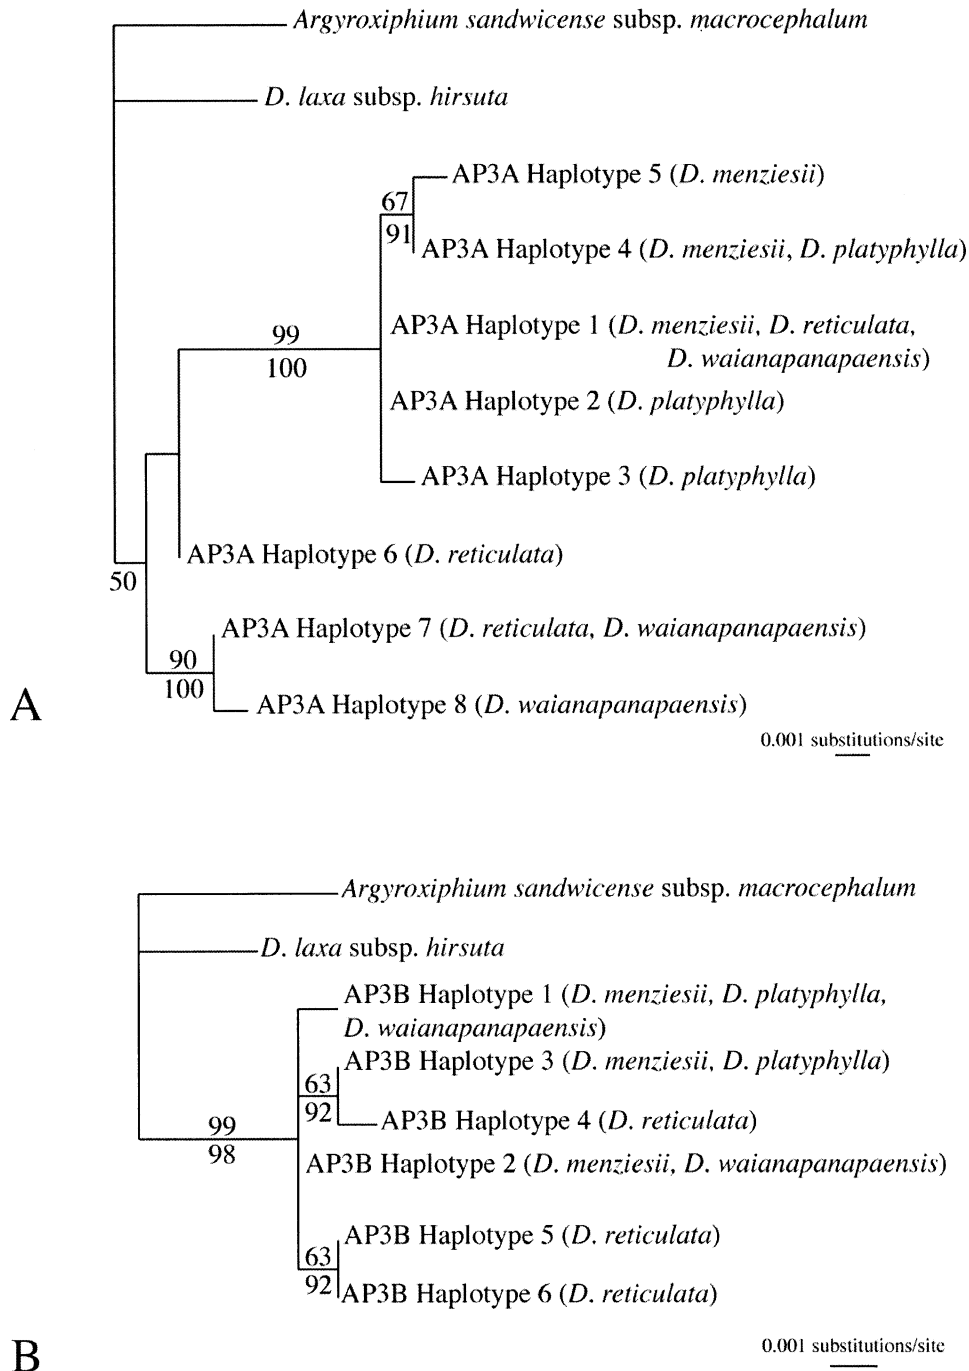 Argyroxiphium sandwicense subsp. macrocephalum
D. laxa subsp. hirsuta
AP3A Haplotype 5 (D. menziesii)
67
91
AP3A Haplotype 4 (D. menziesii, D. platyphylla)
AP3A Haplotype 1 (D. menziesii, D. reticulata,
D. waianapanapaensis)
99
100
AP3A Haplotype 2 (D. platyphylla)
AP3A Haplotype 3 (D. platyphylla)
AP3A Haplotype 6 (D. reticulata)
50
AP3A Haplotype 7 (D. reticulata, D. waianapanapaensis)
90
100
AP3A Haplotype 8 (D. waianapanapaensis)
A
0.001 substitutions/site
Argyroxiphium sandwicense subsp. macrocephalum
D. laxa subsp. hirsuta
AP3B Haplotype 1 (D. menziesii, D. platyphylla,
D. waianapanapaensis)
AP3B Haplotype 3 (D. menziesii, D. platyphylla)
63
92
AP3B Haplotype 4 (D. reticulata)
99
98
AP3B Haplotype 2 (D. menziesii, D. waianapanapaensis)
AP3B Haplotype 5 (D. reticulata)
63
92
AP3B Haplotype 6 (D. reticulata)
B
0.001 substitutions/site